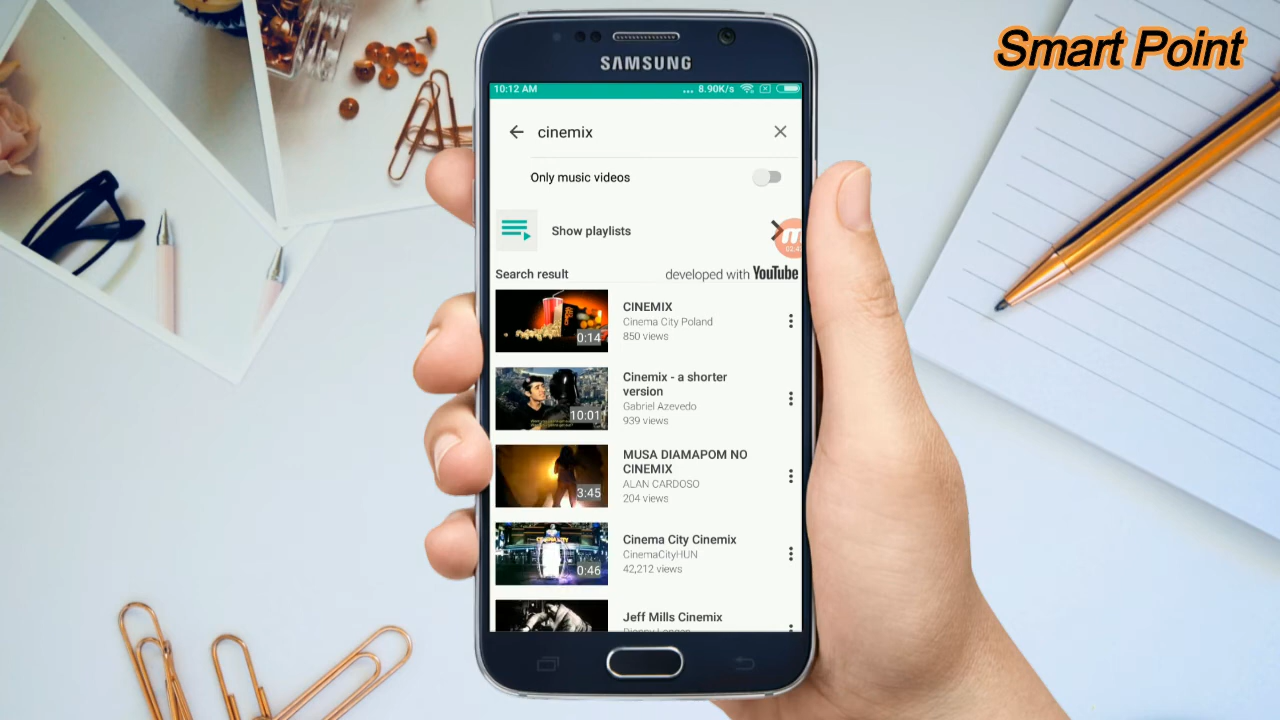 Smart Point
SAMSUNG
10:12 AM ... 8.90K/s
cinemix
Only music videos
Show playlists
Search result developed with YouTube
CINEMIX
Cinema City Poland
850 views
0:14
Cinemix - a shorter
version
Gabriel Azevedo
939 views
10:01
MUSA DIAMAPOM NO
CINEMIX
ALAN CARDOSO
204 views
3:45
Cinema City Cinemix
CinemaCityHUN
42,212 views
0:46
Jeff Mills Cinemix